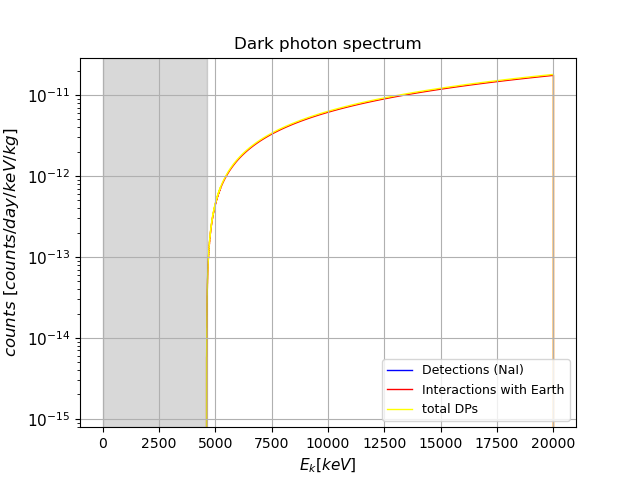 Dark photon spectrum
counts [counts/day/keV/kg]
10⁻¹¹
10⁻¹²
10⁻¹³
10⁻¹⁴
10⁻¹⁵
Detections (NaI)
Interactions with Earth
total DPs
0 2500 5000 7500 10000 12500 15000 17500 20000
E_k[keV]